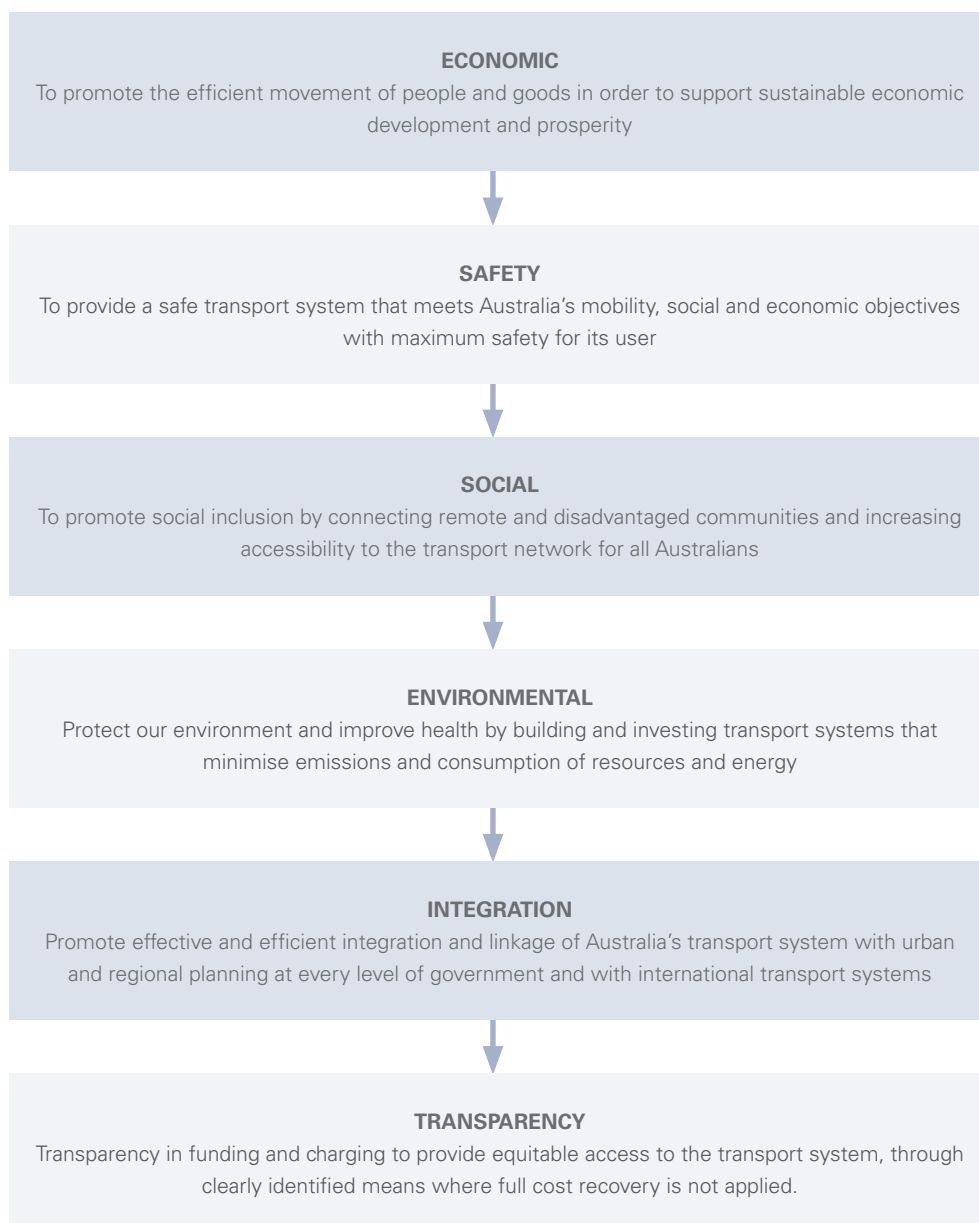 ECONOMIC
To promote the efficient movement of people and goods in order to support sustainable economic
development and prosperity
SAFETY
To provide a safe transport system that meets Australia’s mobility, social and economic objectives
with maximum safety for its user
SOCIAL
To promote social inclusion by connecting remote and disadvantaged communities and increasing
accessibility to the transport network for all Australians
ENVIRONMENTAL
Protect our environment and improve health by building and investing transport systems that
minimise emissions and consumption of resources and energy
INTEGRATION
Promote effective and efficient integration and linkage of Australia’s transport system with urban
and regional planning at every level of government and with international transport systems
TRANSPARENCY
Transparency in funding and charging to provide equitable access to the transport system, through
clearly identified means where full cost recovery is not applied.